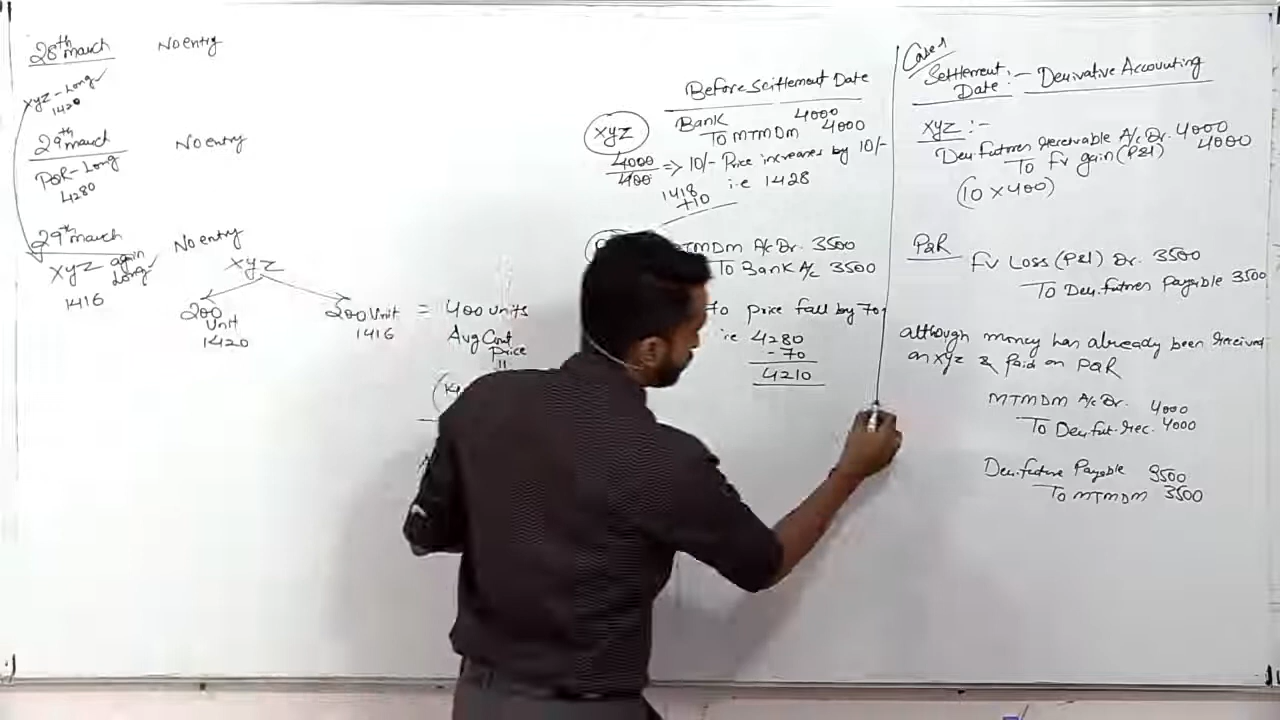 28th march No entry
XYZ - Long ✓
1420
29th march No entry
PQR - Long
4280
29th march No entry
XYZ again
Long ✓
1416
XYZ
200 Unit
1420
200 Unit
1416
= 400 units
Avg Cont
Price
11
Before Settlement Date
XYZ
Bank 4000
To MTMDM 4000
4000
400
=> 10/- Price increases by 10/-
i.e 1428
1418
+10
MTMDM A/c Dr. 3500
To Bank A/c 3500
70 price fall by 70
ie 4280
- 70
4210
Case 1
Settlement :- Derivative Accounting
Date
XYZ :-
Der. futures receivable A/c Dr. 4000
To fv gain (P&L) 4000
(10 X 400)
PQR
FV Loss (P&L) Dr. 3500
To Der. futures Payable 3500
although money has already been received
on XYZ & Paid on PQR
MTMDM A/c Dr. 4000
To Der. fut. rec. 4000
Der. future Payable 3500
To MTMDM 3500